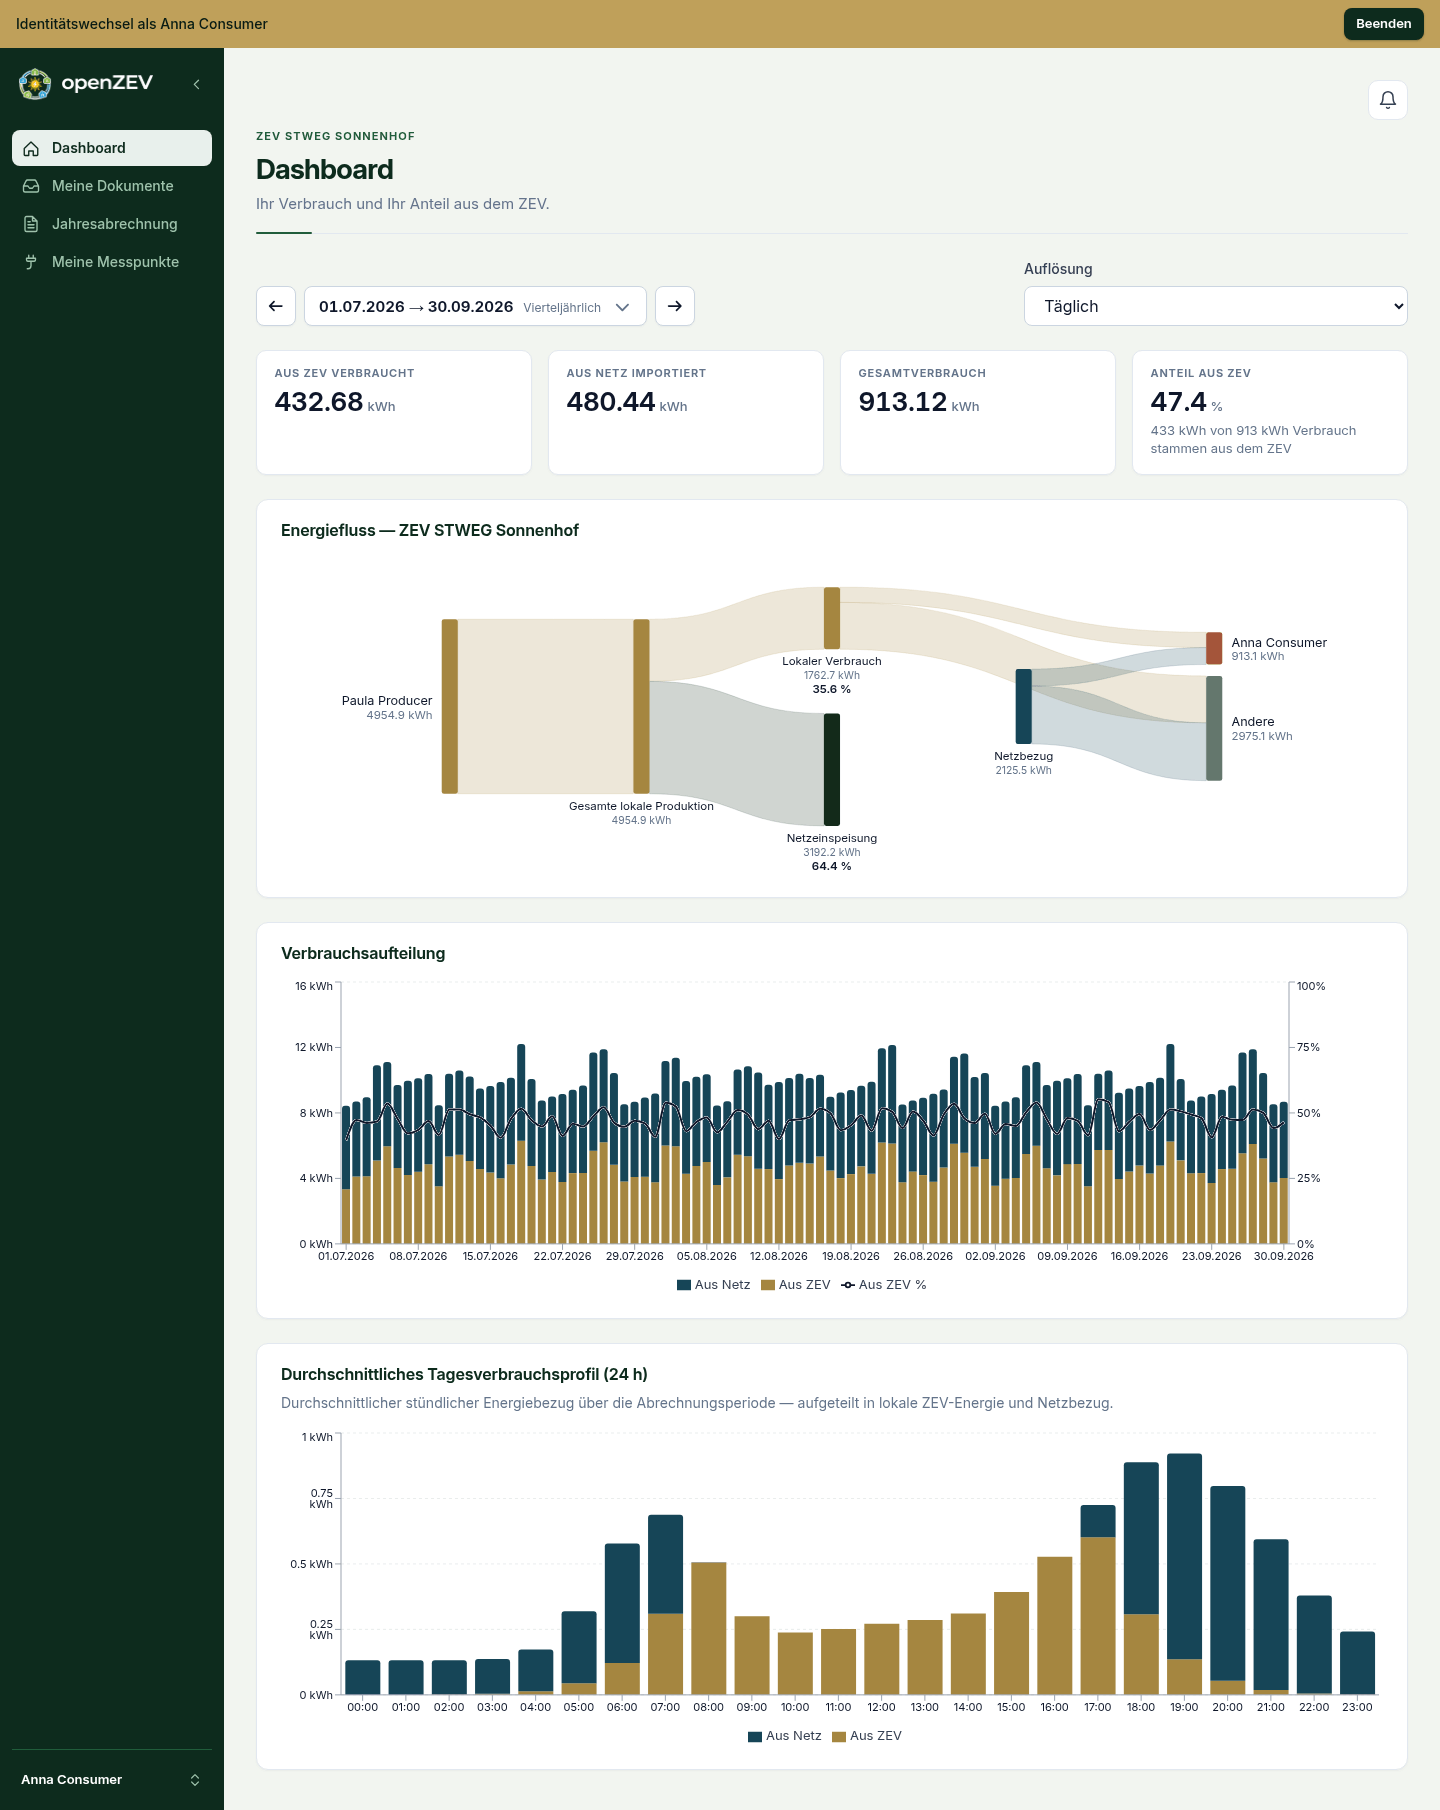 Identitätswechsel als Anna Consumer
Beenden
openZEV
Dashboard
Meine Dokumente
Jahresabrechnung
Meine Messpunkte
ZEV STWEG SONNENHOF
Dashboard
Ihr Verbrauch und Ihr Anteil aus dem ZEV.
Auflösung
01.07.2026 → 30.09.2026 Vierteljährlich
Täglich
AUS ZEV VERBRAUCHT
432.68 kWh
AUS NETZ IMPORTIERT
480.44 kWh
GESAMTVERBRAUCH
913.12 kWh
ANTEIL AUS ZEV
47.4 %
433 kWh von 913 kWh Verbrauch
stammen aus dem ZEV
Energiefluss — ZEV STWEG Sonnenhof
Paula Producer
4954.9 kWh
Gesamte lokale Produktion
4954.9 kWh
Lokaler Verbrauch
1762.7 kWh
35.6 %
Netzeinspeisung
3192.2 kWh
64.4 %
Netzbezug
2125.5 kWh
Anna Consumer
913.1 kWh
Andere
2975.1 kWh
Verbrauchsaufteilung
16 kWh
12 kWh
8 kWh
4 kWh
0 kWh
100%
75%
50%
25%
0%
01.07.2026 08.07.2026 15.07.2026 22.07.2026 29.07.2026 05.08.2026 12.08.2026 19.08.2026 26.08.2026 02.09.2026 09.09.2026 16.09.2026 23.09.2026 30.09.2026
Aus Netz Aus ZEV Aus ZEV %
Durchschnittliches Tagesverbrauchsprofil (24 h)
Durchschnittlicher stündlicher Energiebezug über die Abrechnungsperiode — aufgeteilt in lokale ZEV-Energie und Netzbezug.
1 kWh
0.75
kWh
0.5 kWh
0.25
kWh
0 kWh
00:00 01:00 02:00 03:00 04:00 05:00 06:00 07:00 08:00 09:00 10:00 11:00 12:00 13:00 14:00 15:00 16:00 17:00 18:00 19:00 20:00 21:00 22:00 23:00
Aus Netz Aus ZEV
Anna Consumer